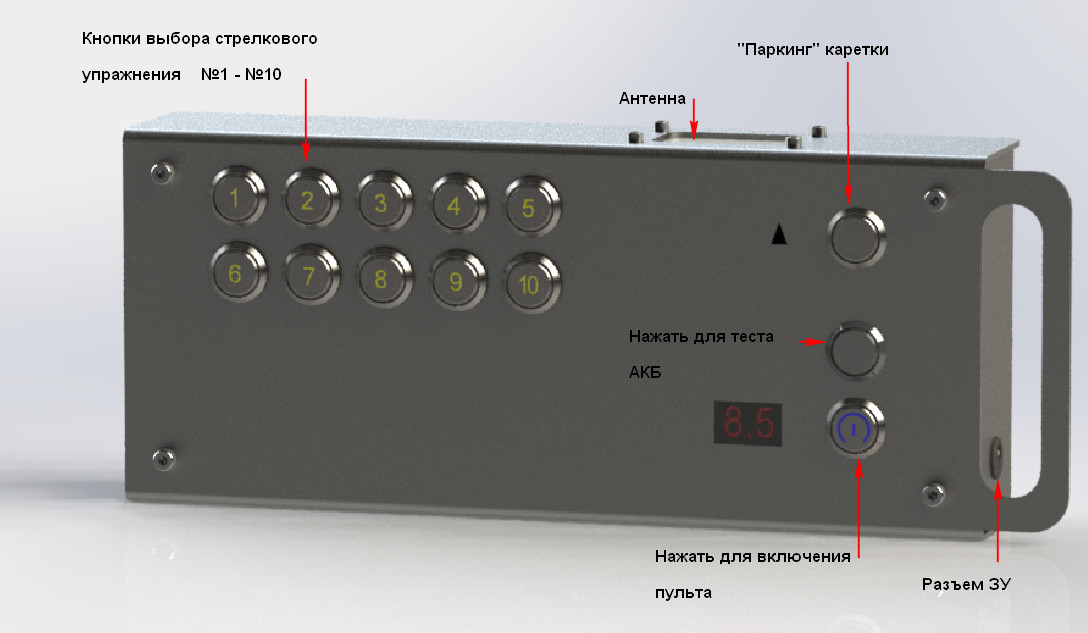 Кнопки выбора стрелкового
упражнения №1 - №10
"Паркинг" каретки
Антенна
1 2 3 4 5
6 7 8 9 10
Нажать для теста
АКБ
8.5
Нажать для включения
пульта
Разъем ЗУ